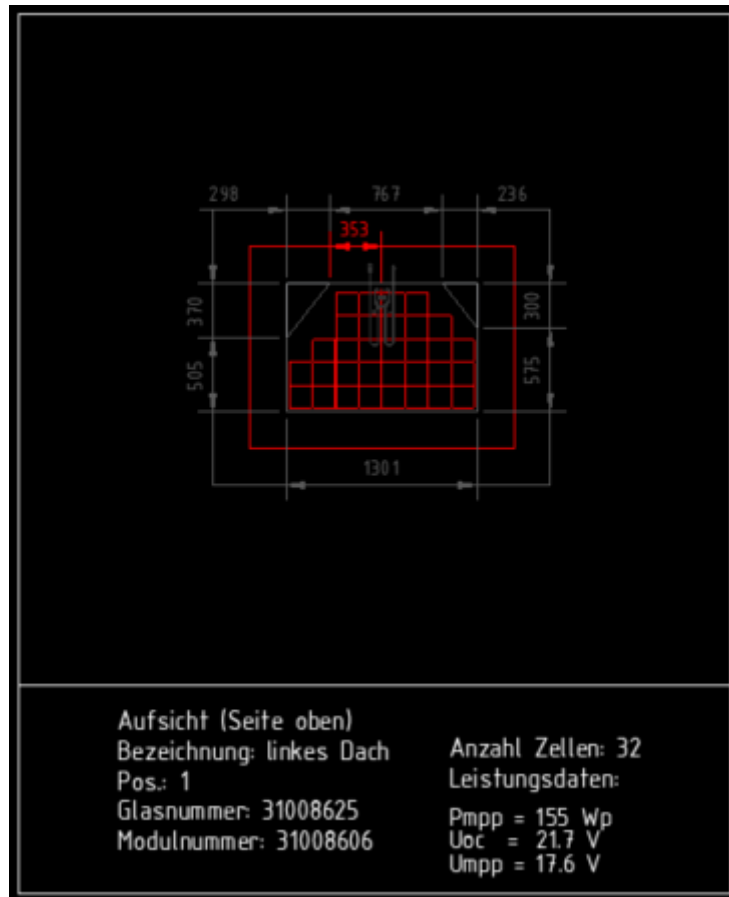 298
767
236
353
370
300
505
575
1301
Aufsicht (Seite oben)
Bezeichnung: linkes Dach
Pos.: 1
Glasnummer: 31008625
Modulnummer: 31008606
Anzahl Zellen: 32
Leistungsdaten:
Pmpp = 155 Wp
Uoc = 21.7 V
Umpp = 17.6 V